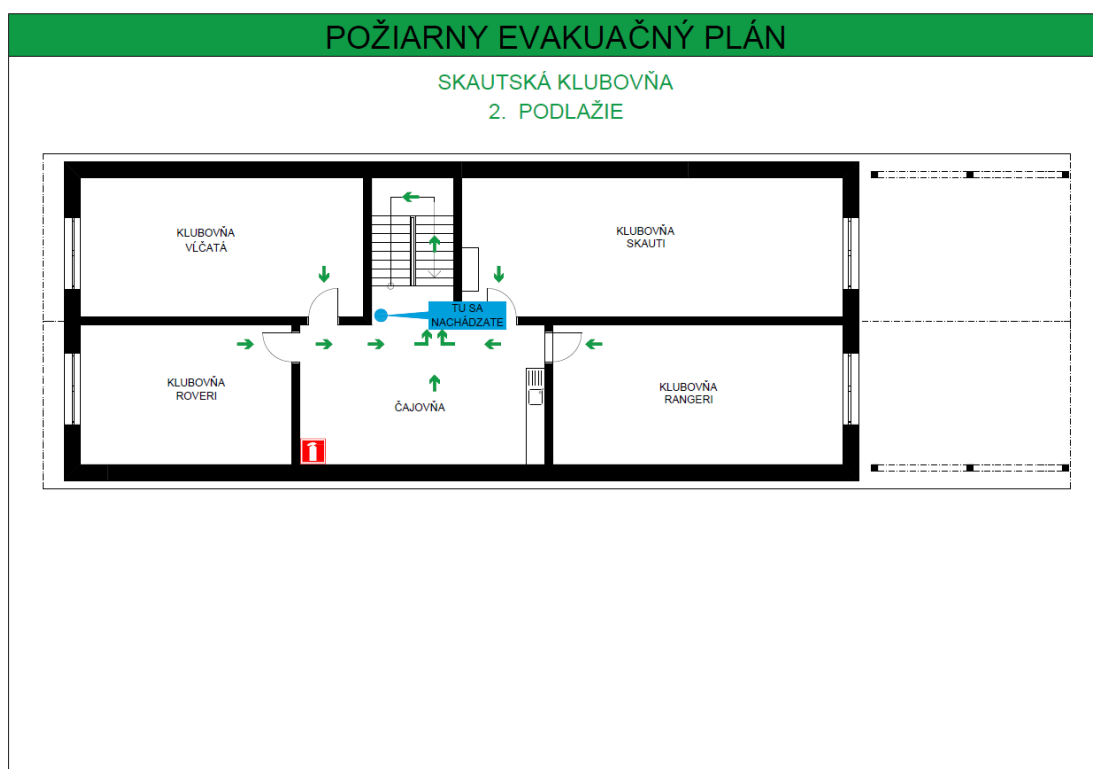 POŽIARNY EVAKUAČNÝ PLÁN
SKAUTSKÁ KLUBOVŇA
2. PODLAŽIE
KLUBOVŇA
VĹČATÁ
KLUBOVŇA
SKAUTI
TU SA
NACHÁDZATE
KLUBOVŇA
ROVERI
ČAJOVŇA
KLUBOVŇA
RANGERI